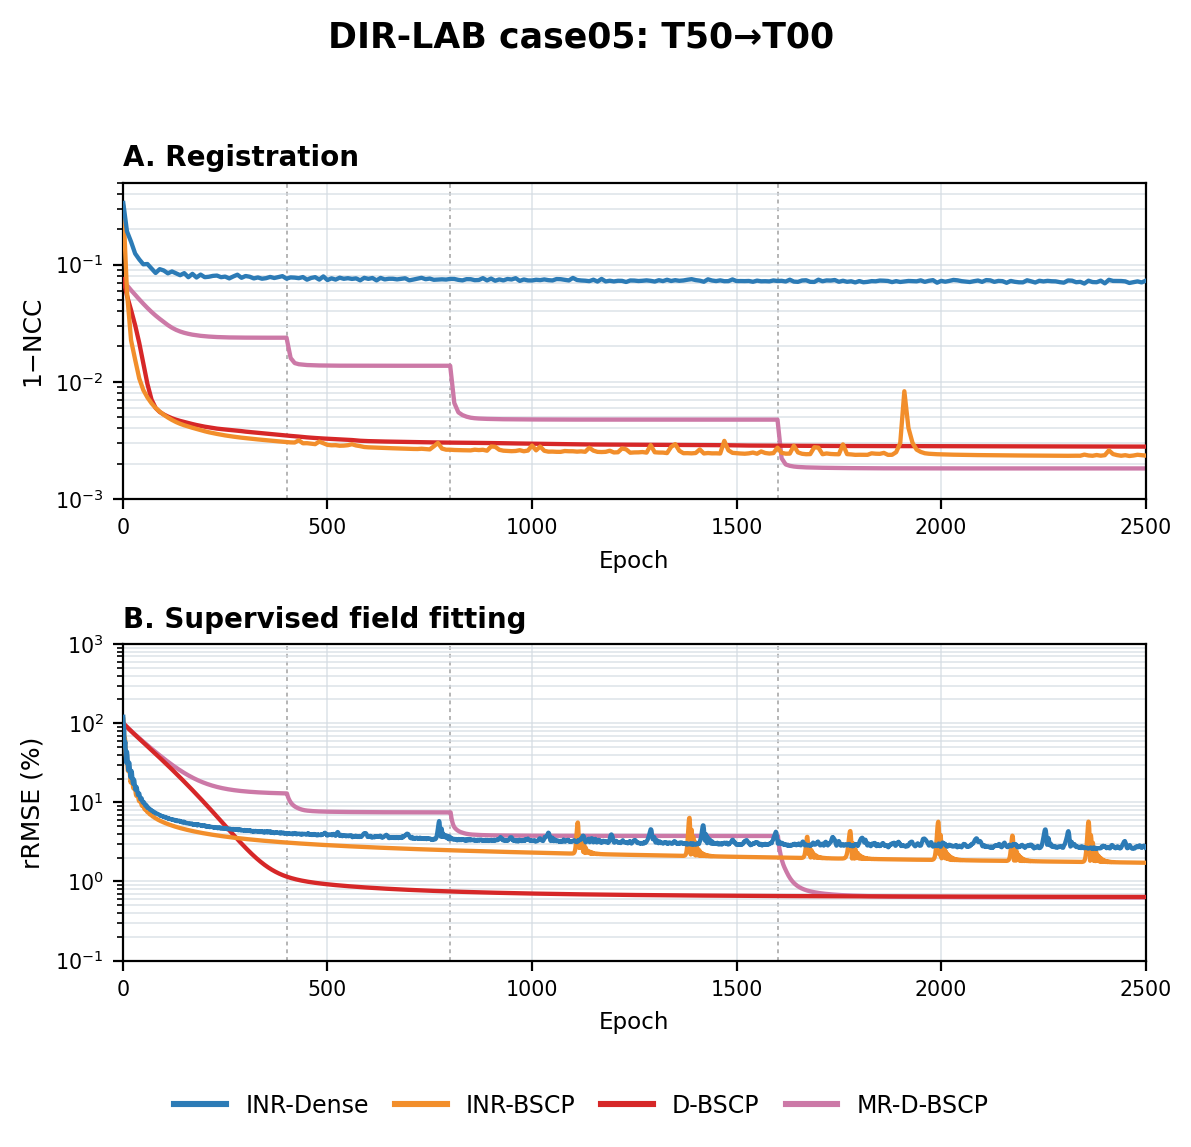 DIR-LAB case05: T50→T00
A. Registration
1−NCC
10⁻¹
10⁻²
10⁻³
0 500 1000 1500 2000 2500
Epoch
B. Supervised field fitting
rRMSE (%)
10³
10²
10¹
10⁰
10⁻¹
0 500 1000 1500 2000 2500
Epoch
INR-Dense INR-BSCP D-BSCP MR-D-BSCP